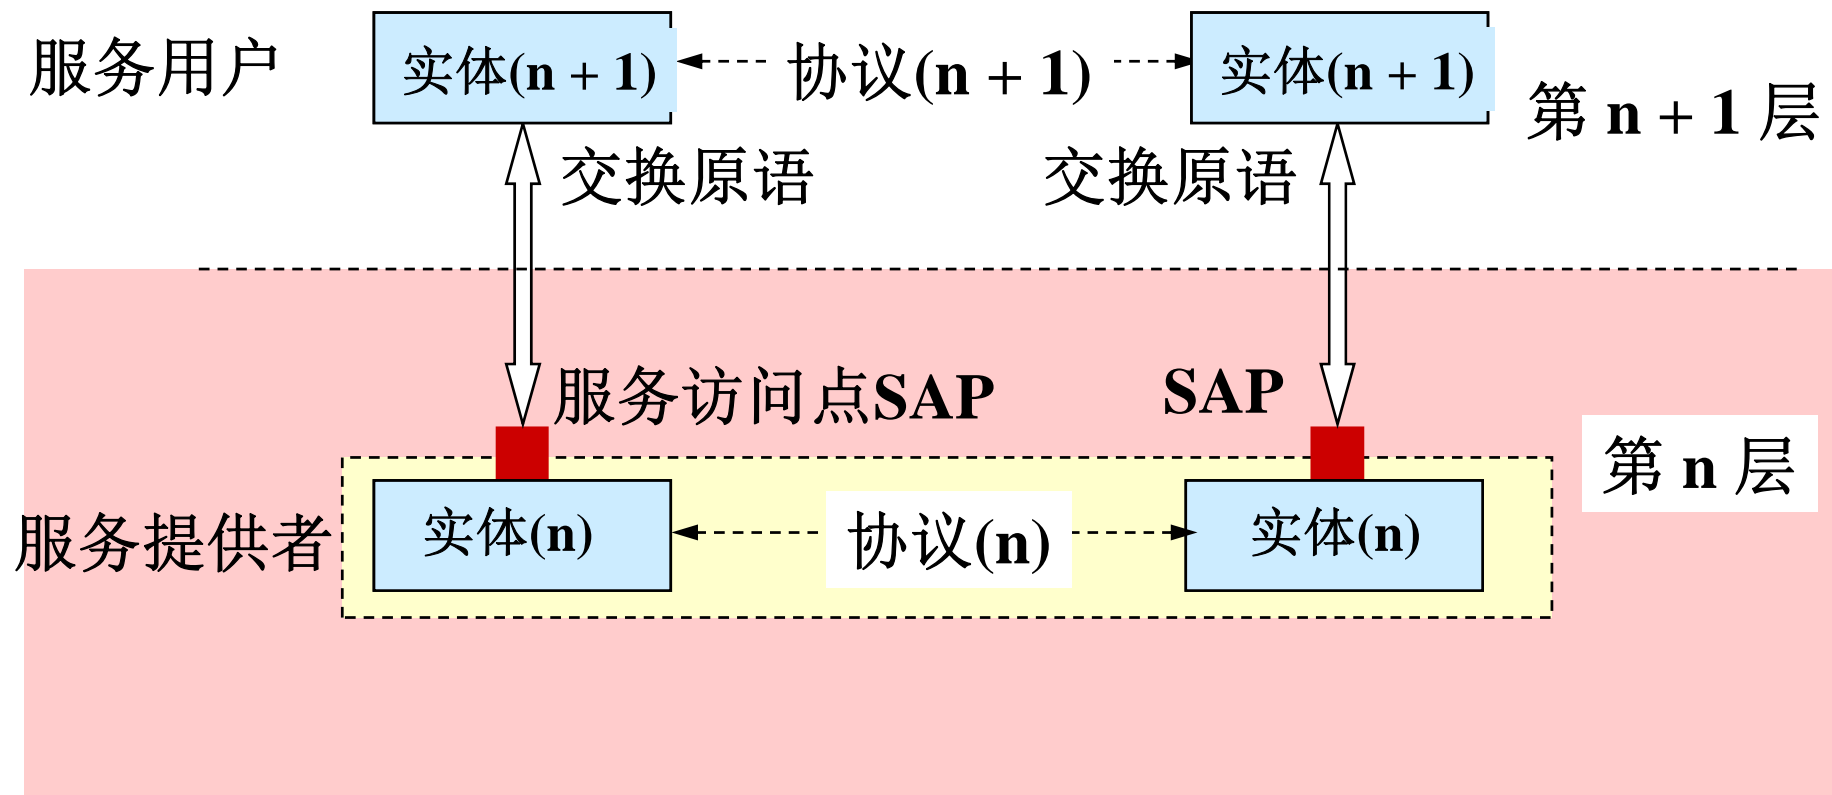 服务用户
实体(n + 1)
协议(n + 1)
实体(n + 1)
第 n + 1 层
交换原语
交换原语
服务访问点SAP
SAP
第 n 层
服务提供者
实体(n)
协议(n)
实体(n)